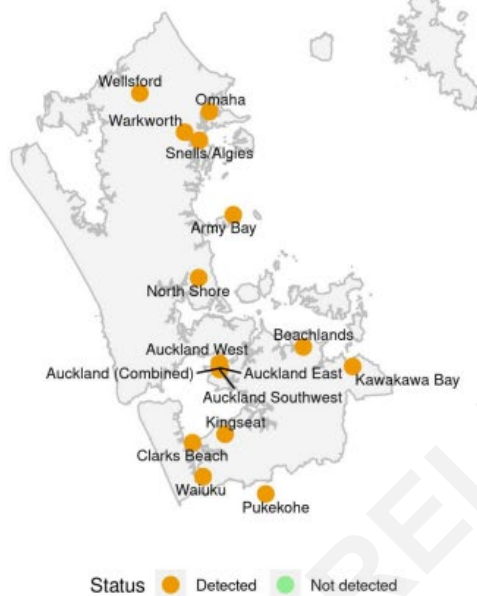 Wellsford
Omaha
Warkworth
Snells/Algies
Army Bay
North Shore
Beachlands
Auckland West
Auckland (Combined)
Auckland East
Kawakawa Bay
Auckland Southwest
Kingseat
Clarks Beach
Waiuku
Pukekohe
Status Detected Not detected